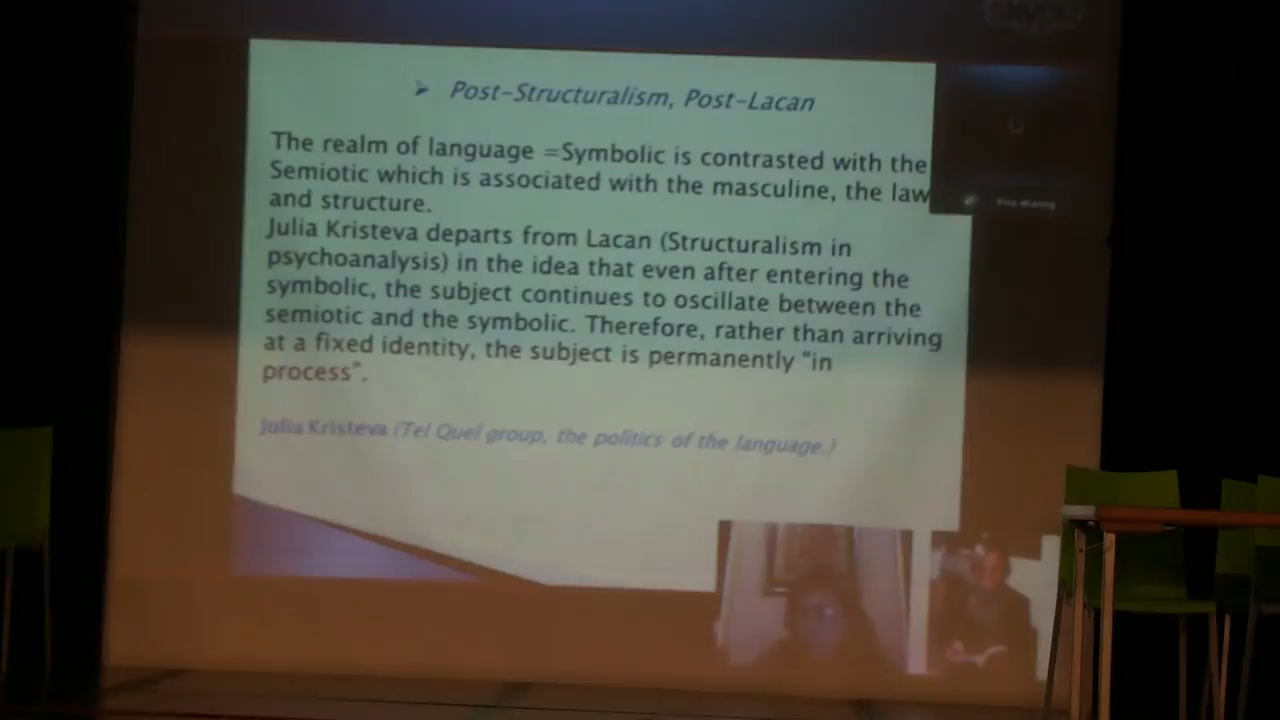 Post-Structuralism, Post-Lacan
The realm of language =Symbolic is contrasted with the
Semiotic which is associated with the masculine, the law
and structure.
Julia Kristeva departs from Lacan (Structuralism in
psychoanalysis) in the idea that even after entering the
symbolic, the subject continues to oscillate between the
semiotic and the symbolic. Therefore, rather than arriving
at a fixed identity, the subject is permanently "in
process".
Julia Kristeva (Tel Quel group, the politics of the language.)
skype
Stop sharing